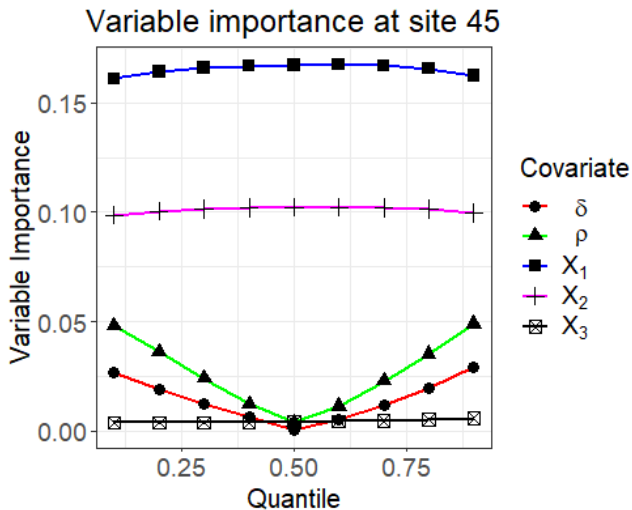 Variable importance at site 45
Variable Importance
0.15
0.10
0.05
0.00
0.25 0.50 0.75
Quantile
Covariate
δ
ρ
X₁
X₂
X₃